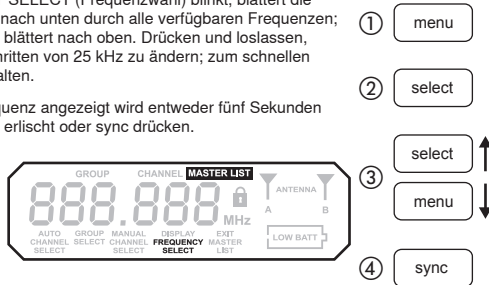 SELECT (Frequenzwahl) blinkt, blättert die
nach unten durch alle verfügbaren Frequenzen;
blättert nach oben. Drücken und loslassen,
hritten von 25 kHz zu ändern; zum schnellen
alten.
quenz angezeigt wird entweder fünf Sekunden
erlischt oder sync drücken.
1 menu
2 select
3 select
menu
4 sync
GROUP CHANNEL MASTER LIST
888.888 MHz
ANTENNA
A B
AUTO CHANNEL SELECT
GROUP SELECT
MANUAL CHANNEL SELECT
DISPLAY FREQUENCY SELECT
EXIT MASTER LIST
LOW BATT